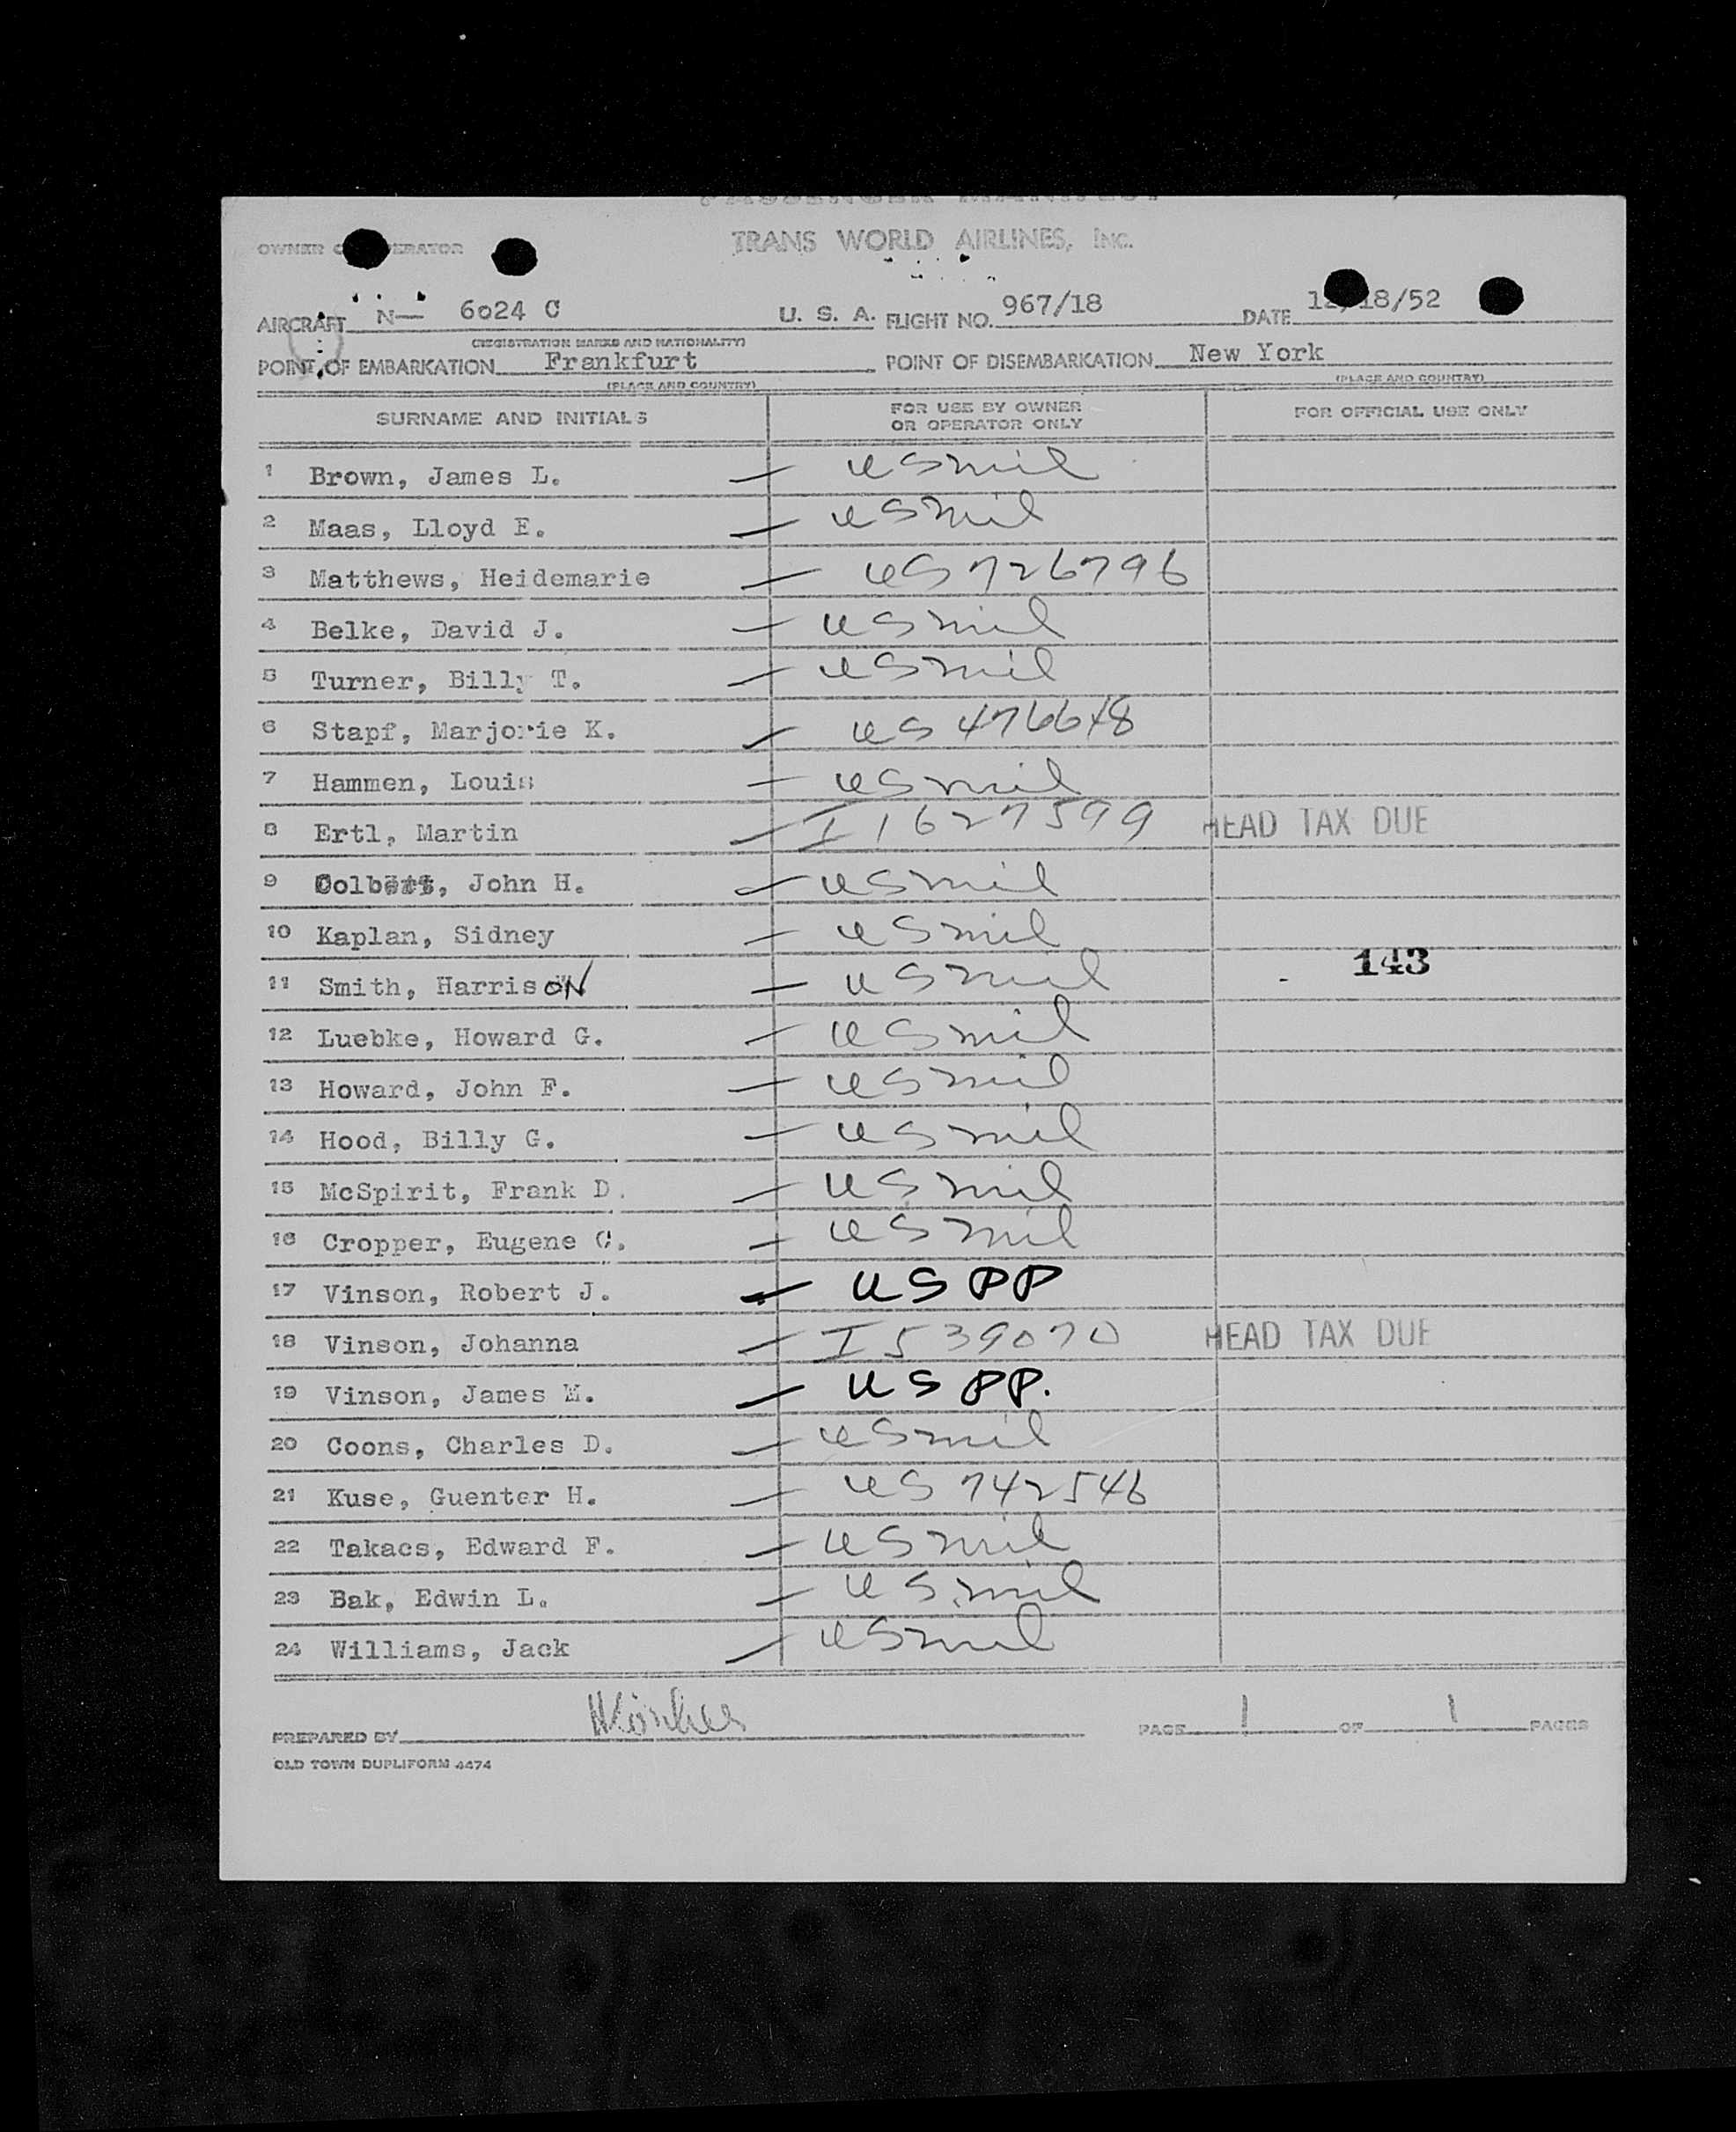 PASSENGER MANIFEST
OWNER O ERATOR TRANS WORLD AIRLINES, INC.
AIRCRAFT N— 6024 C U. S. A. FLIGHT NO. 967/18 DATE 12/18/52
(REGISTRATION MARKS AND NATIONALITY)
POINT OF EMBARKATION Frankfurt POINT OF DISEMBARKATION New York
(PLACE AND COUNTRY) (PLACE AND COUNTRY)
SURNAME AND INITIALS FOR USE BY OWNER OR OPERATOR ONLY FOR OFFICIAL USE ONLY
1 Brown, James L. — US mil
2 Maas, Lloyd E. — US mil
3 Matthews, Heidemarie — US 726796
4 Belke, David J. — US mil
5 Turner, Billy T. — US mil
6 Stapf, Marjorie K. — US
7 Hammen, Louis — US mil
8 Ertl, Martin — I 1627599 HEAD TAX DUE
9 John H. — US mil
10 Kaplan, Sidney — US mil
11 Smith, Harrison — US mil 143
12 Luebke, Howard G. — US mil
13 Howard, John F. — US mil
14 Hood, Billy G. — US mil
15 McSpirit, Frank D. — US mil
16 Cropper, Eugene C. — US mil
17 Vinson, Robert J. — US PP
18 Vinson, Johanna — I 539070 HEAD TAX DUE
19 Vinson, James M. — US PP.
20 Coons, Charles D. — US mil
21 Kuse, Guenter H. — US 742546
22 Takacs, Edward F. — US mil
23 Bak, Edwin L. — US mil
24 Williams, Jack — US mil
PREPARED BY PAGE 1 OF 1 PAGES
OLD TOWN DUPLIFORM 4474